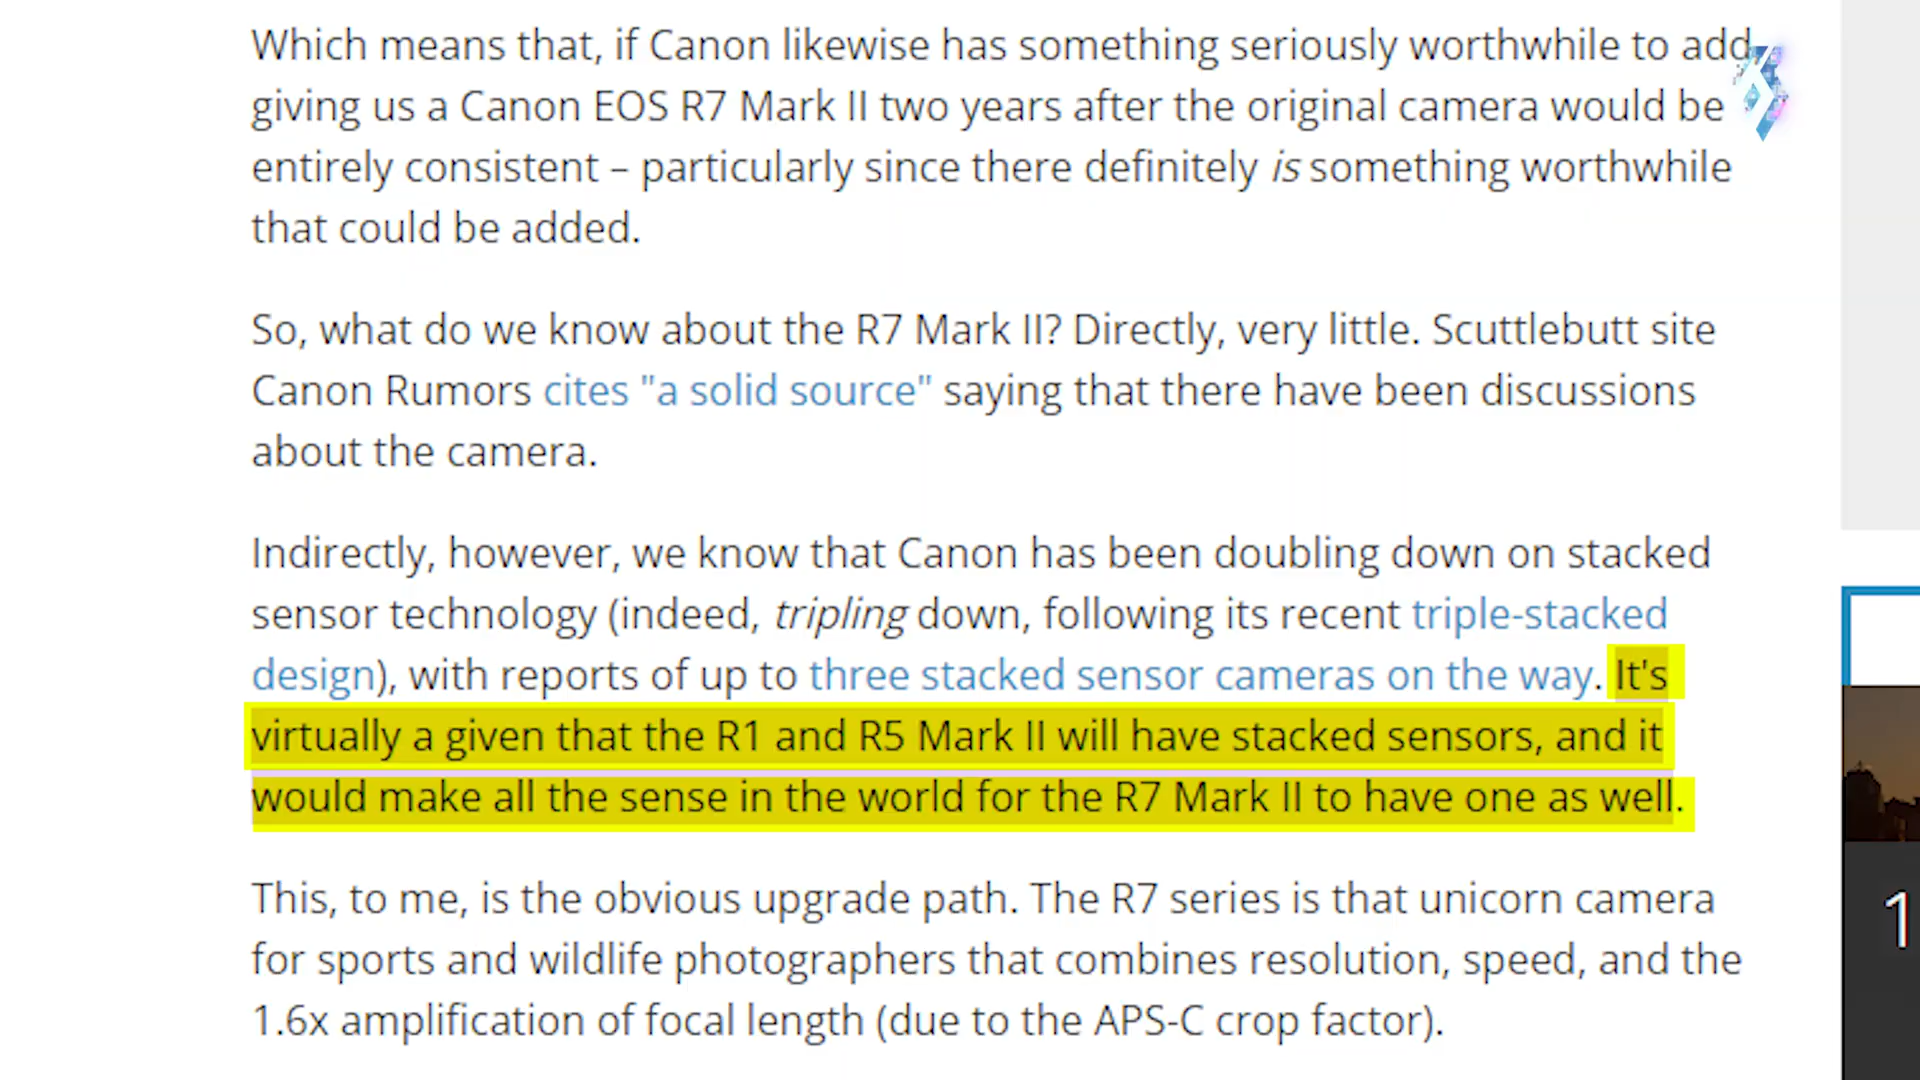 Which means that, if Canon likewise has something seriously worthwhile to add,
giving us a Canon EOS R7 Mark II two years after the original camera would be
entirely consistent – particularly since there definitely is something worthwhile
that could be added.
So, what do we know about the R7 Mark II? Directly, very little. Scuttlebutt site
Canon Rumors cites "a solid source" saying that there have been discussions
about the camera.
Indirectly, however, we know that Canon has been doubling down on stacked
sensor technology (indeed, tripling down, following its recent triple-stacked
design), with reports of up to three stacked sensor cameras on the way. It's
virtually a given that the R1 and R5 Mark II will have stacked sensors, and it
would make all the sense in the world for the R7 Mark II to have one as well.
This, to me, is the obvious upgrade path. The R7 series is that unicorn camera
for sports and wildlife photographers that combines resolution, speed, and the
1.6x amplification of focal length (due to the APS-C crop factor).
1